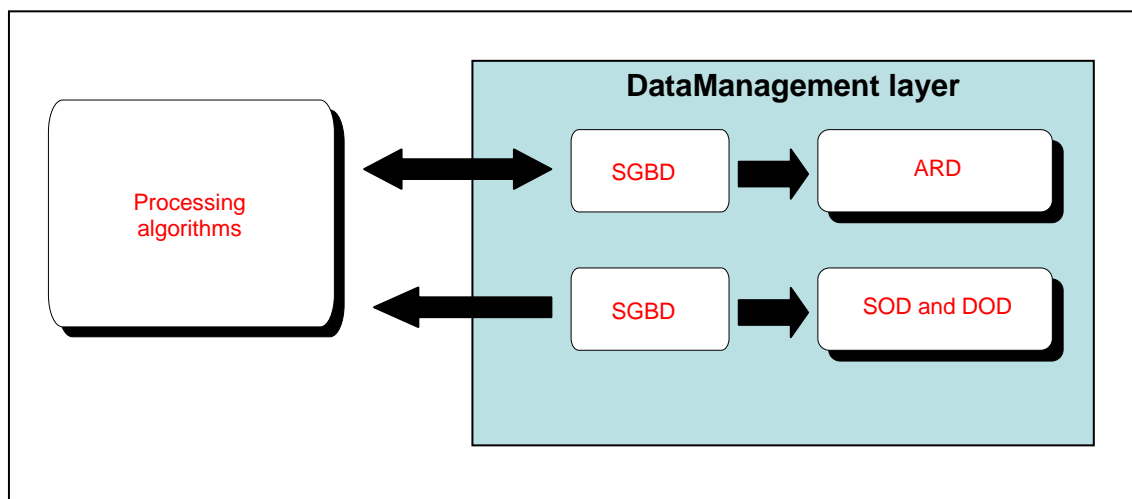 DataManagement layer
Processing
algorithms
SGBD
ARD
SGBD
SOD and DOD